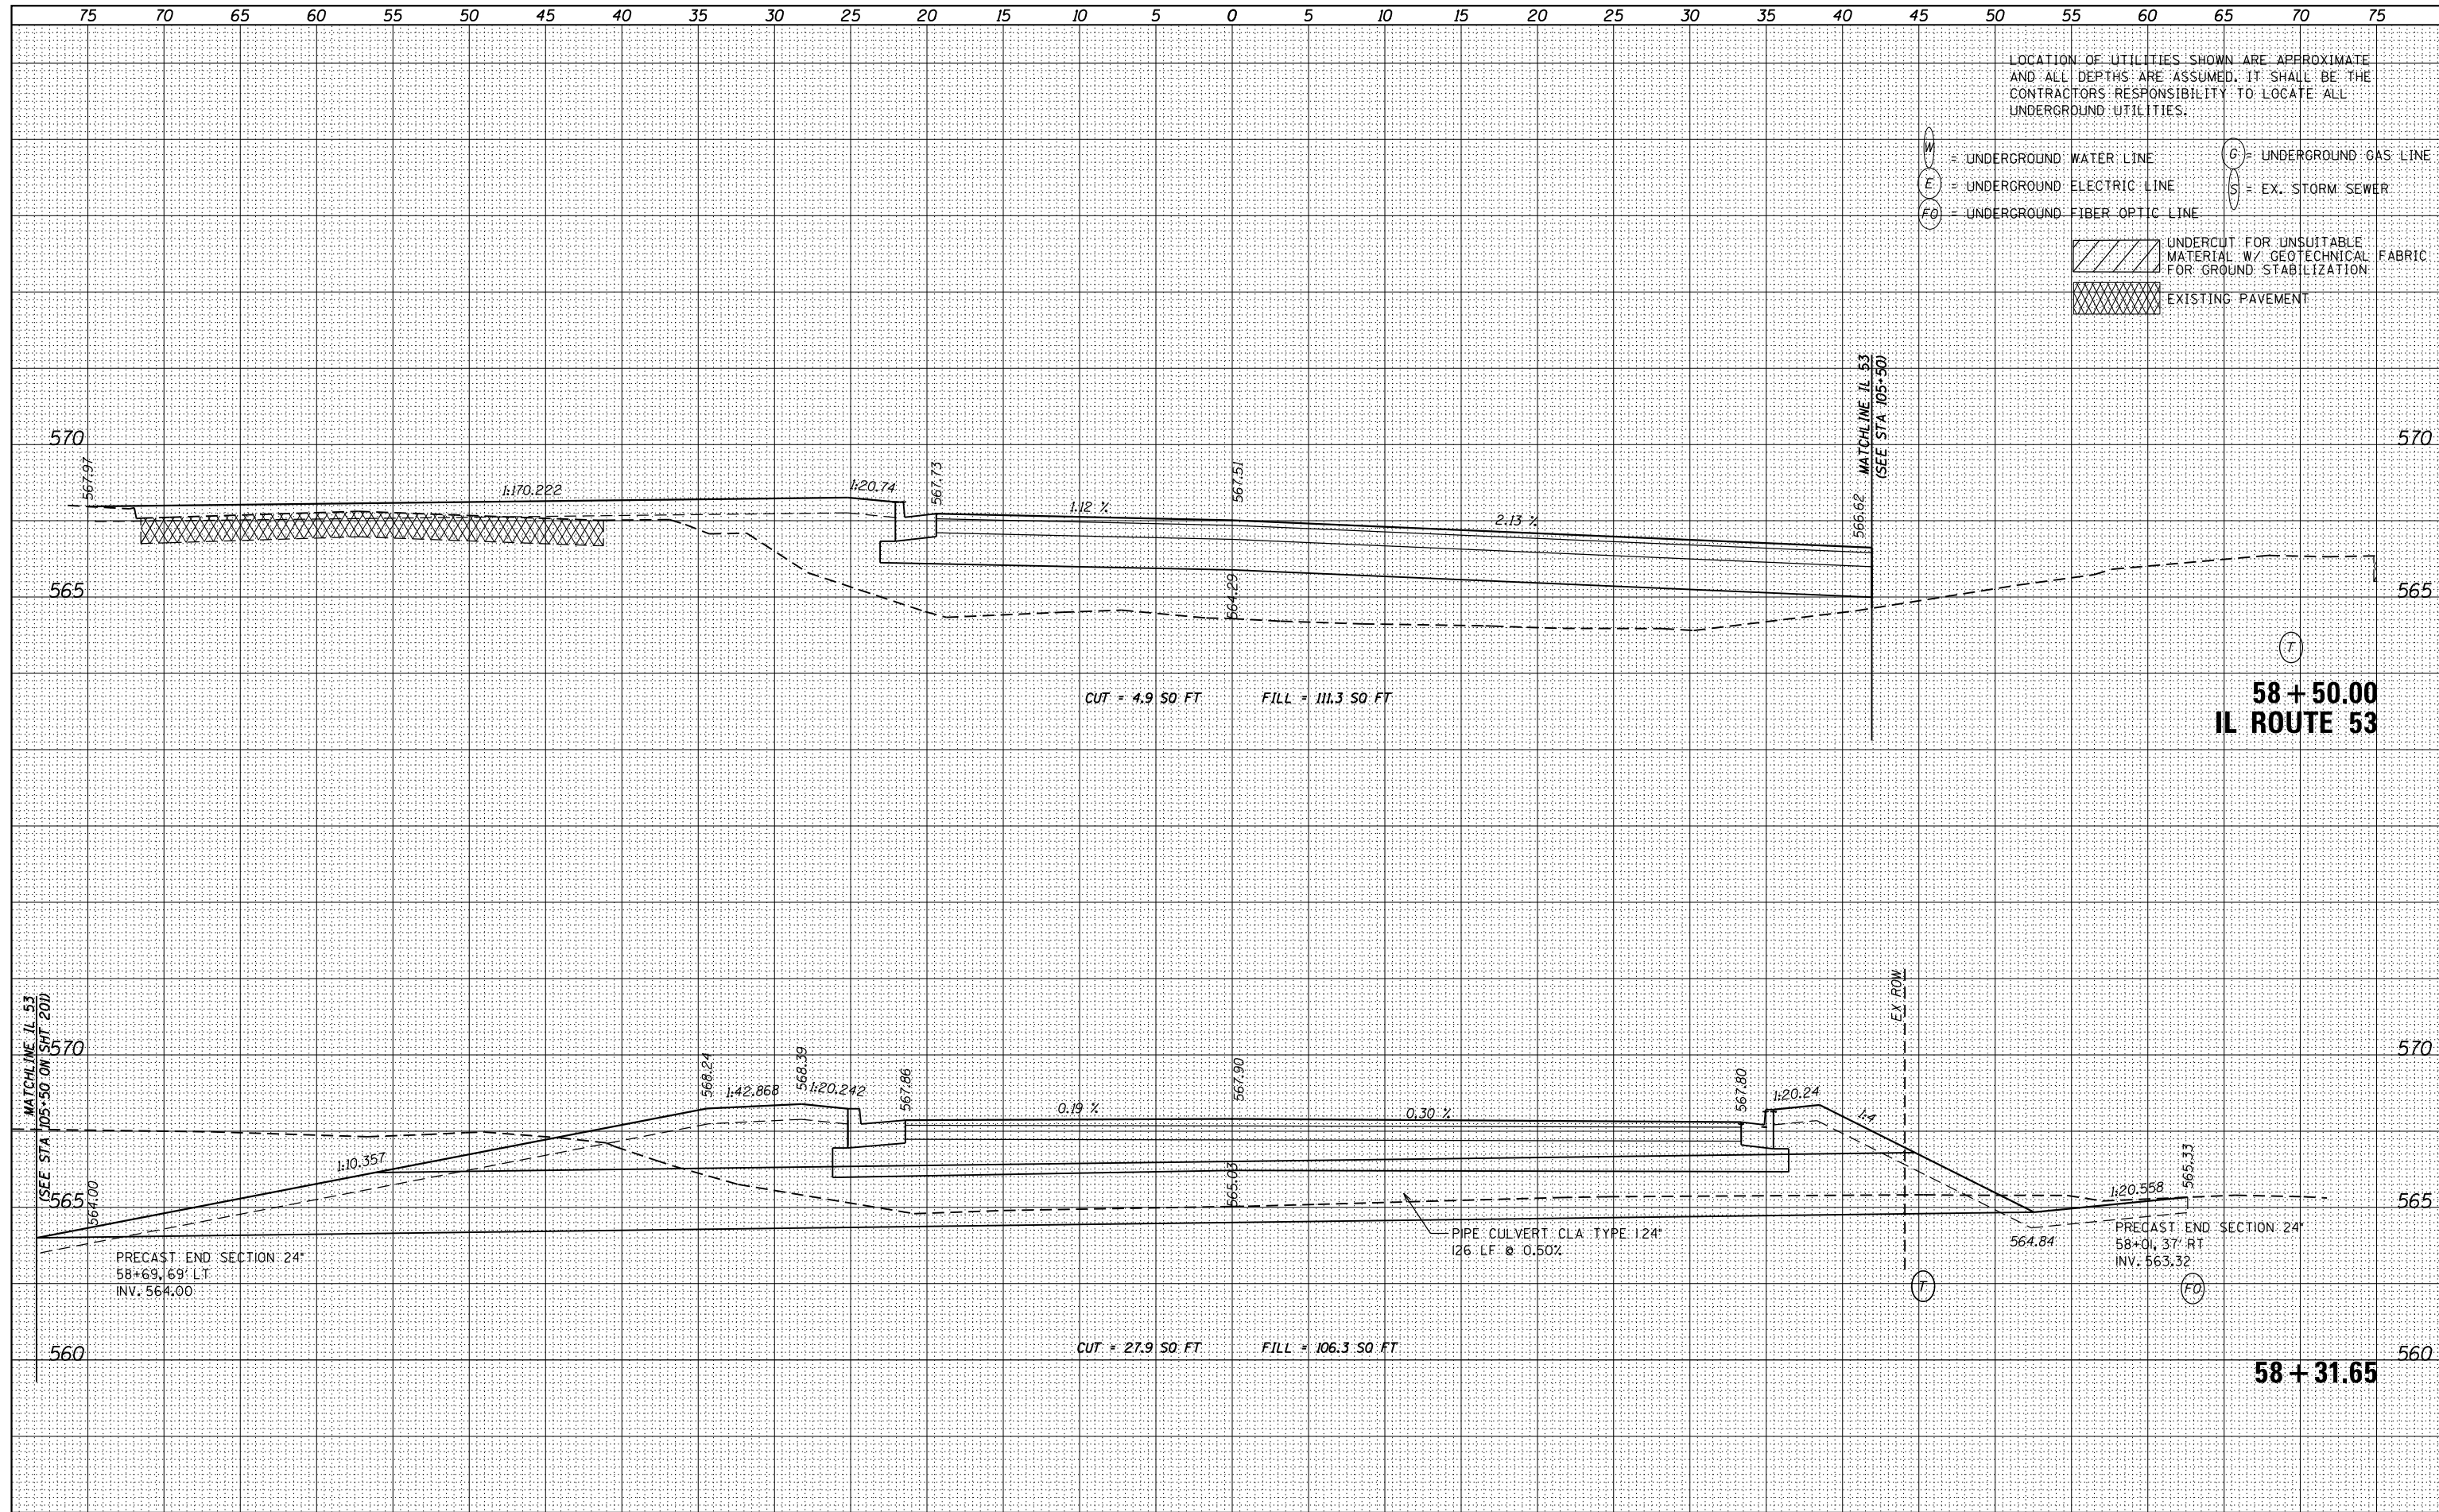 75 70 65 60 55 50 45 40 35 30 25 20 15 10 5 0 5 10 15 20 25 30 35 40 45 50 55 60 65 70 75
LOCATION OF UTILITIES SHOWN ARE APPROXIMATE
AND ALL DEPTHS ARE ASSUMED. IT SHALL BE THE
CONTRACTORS RESPONSIBILITY TO LOCATE ALL
UNDERGROUND UTILITIES.
W = UNDERGROUND WATER LINE
G = UNDERGROUND GAS LINE
E = UNDERGROUND ELECTRIC LINE
S = EX. STORM SEWER
FO = UNDERGROUND FIBER OPTIC LINE
UNDERCUT FOR UNSUITABLE
MATERIAL W/ GEOTECHNICAL FABRIC
FOR GROUND STABILIZATION
EXISTING PAVEMENT
MATCHLINE IL 53
(SEE STA 105+50)
570
570
567.97
1:170.222
1:20.74
567.73
1.12 %
567.51
2.13 %
566.62
565
565
564.29
T
CUT = 4.9 SQ FT
FILL = 111.3 SQ FT
58+50.00
IL ROUTE 53
MATCHLINE IL 53
(SEE STA 105+50 ON SHT 201)
EX ROW
570
570
568.24
1:42.868
568.39
1:20.242
567.86
0.19 %
567.90
0.30 %
567.80
1:20.24
1:4
1:10.357
565
565
564.00
565.03
1:20.558
565.33
PIPE CULVERT CLA TYPE 1 24"
126 LF @ 0.50%
564.84
PRECAST END SECTION 24"
58+01, 37' RT
INV. 563.32
PRECAST END SECTION 24"
58+69, 69' LT
INV. 564.00
T
FO
CUT = 27.9 SQ FT
FILL = 106.3 SQ FT
560
560
58+31.65